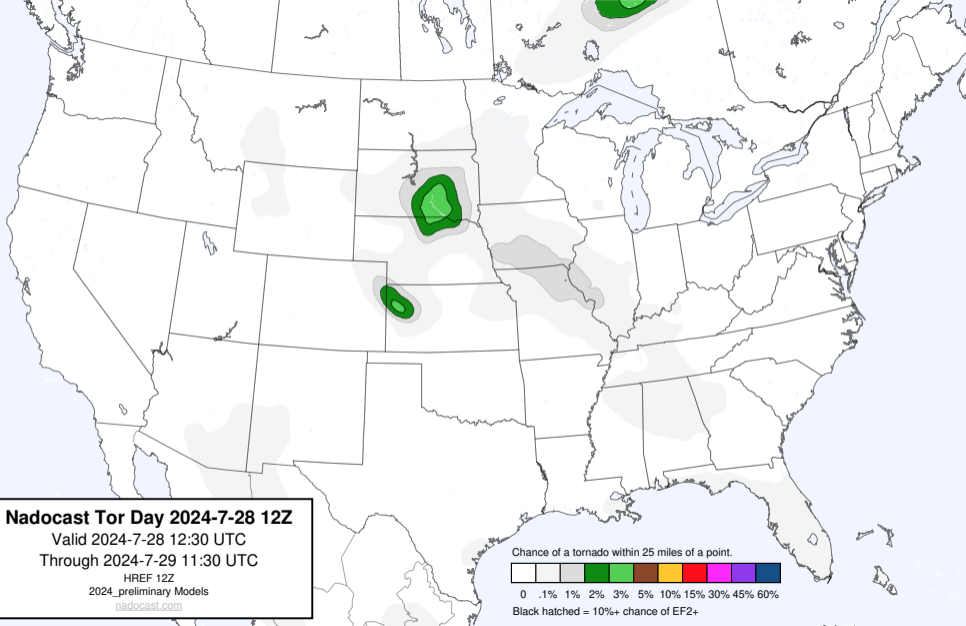 Nadocast Tor Day 2024-7-28 12Z
Valid 2024-7-28 12:30 UTC
Through 2024-7-29 11:30 UTC
HREF 12Z
2024_preliminary Models
nadocast.com
Chance of a tornado within 25 miles of a point.
0 .1% 1% 2% 3% 5% 10% 15% 30% 45% 60%
Black hatched = 10%+ chance of EF2+